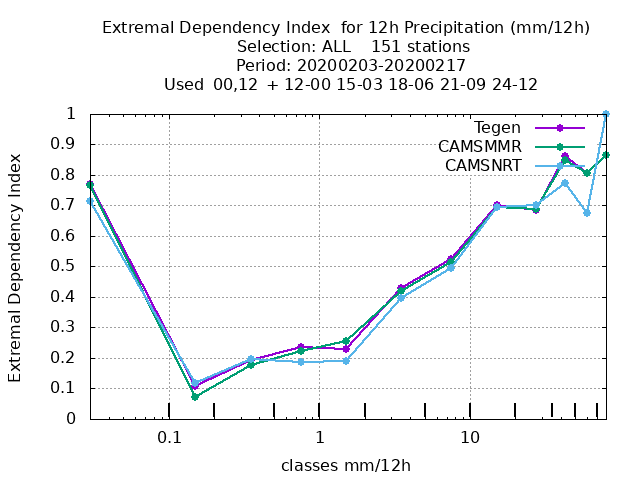 Extremal Dependency Index  for 12h Precipitation (mm/12h)
Selection: ALL    151 stations
Period: 20200203-20200217
Used  00,12  + 12-00 15-03 18-06 21-09 24-12
Extremal Dependency Index
1
0.9
0.8
0.7
0.6
0.5
0.4
0.3
0.2
0.1
0
Tegen
CAMSMMR
CAMSNRT
0.1
1
10
classes mm/12h